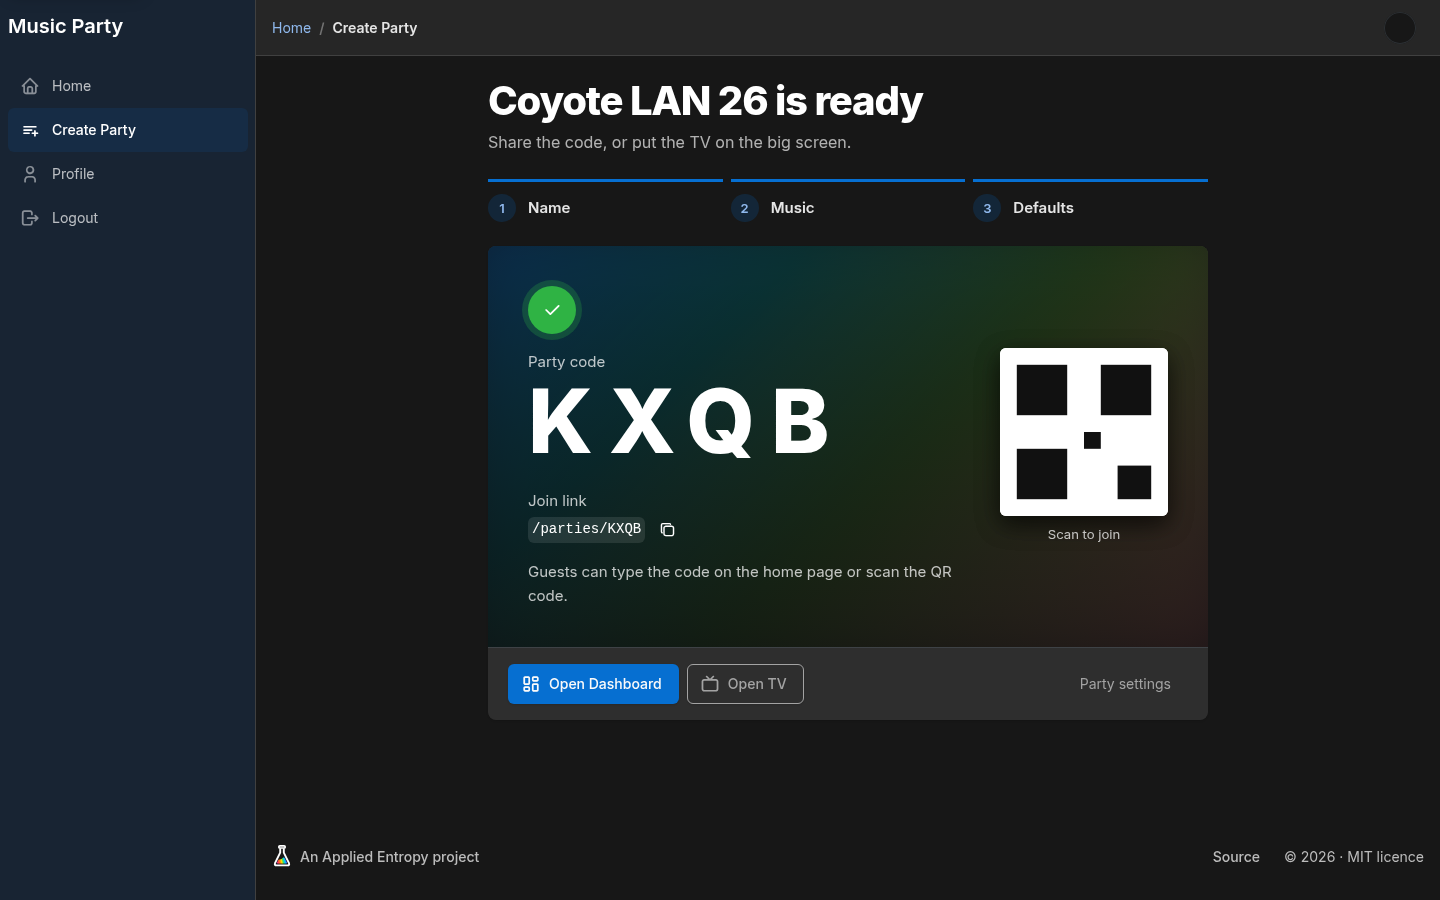 Music Party
Home
Create Party
Profile
Logout
Home / Create Party
Coyote LAN 26 is ready
Share the code, or put the TV on the big screen.
1 Name
2 Music
3 Defaults
Party code
KXQB
Join link
/parties/KXQB
Guests can type the code on the home page or scan the QR
code.
Scan to join
Open Dashboard
Open TV
Party settings
An Applied Entropy project
Source
© 2026 · MIT licence